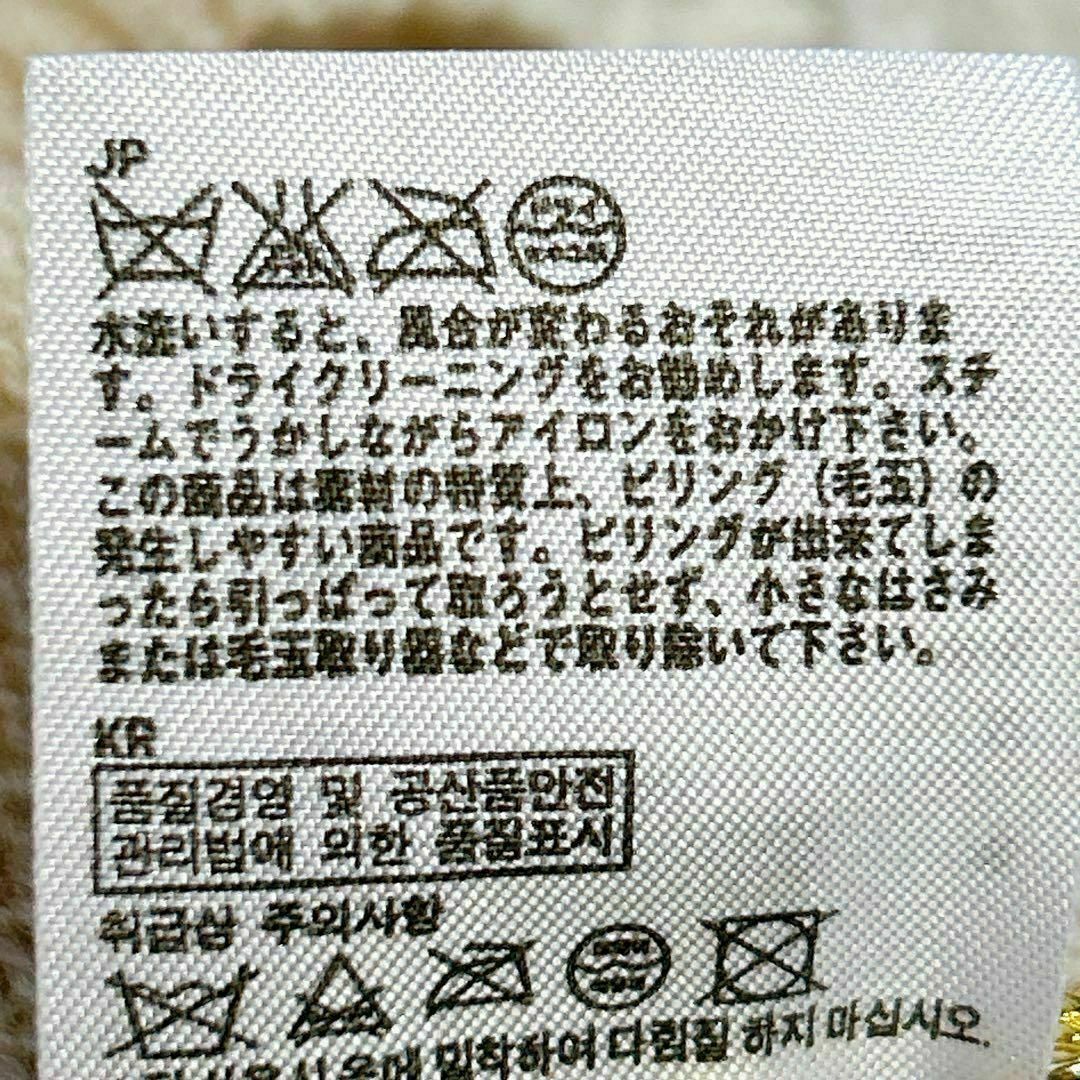 JP
水洗いすると、風合が変わるおそれがありま
す。ドライクリーニングをお勧めします。スチ
ームでうかしながらアイロンをおかけ下さい。
この商品は素材の特質上、ピリング（毛玉）の
発生しやすい商品です。ピリングが出来てしま
ったら引っぱって取ろうとせず、小さなはさみ
または毛玉取り器などで取り除いて下さい。
KR
품질경영 및 공산품안전
관리법에 의한 품질표시
취급상 주의사항
밀착하여 다림질 하지 마십시오.